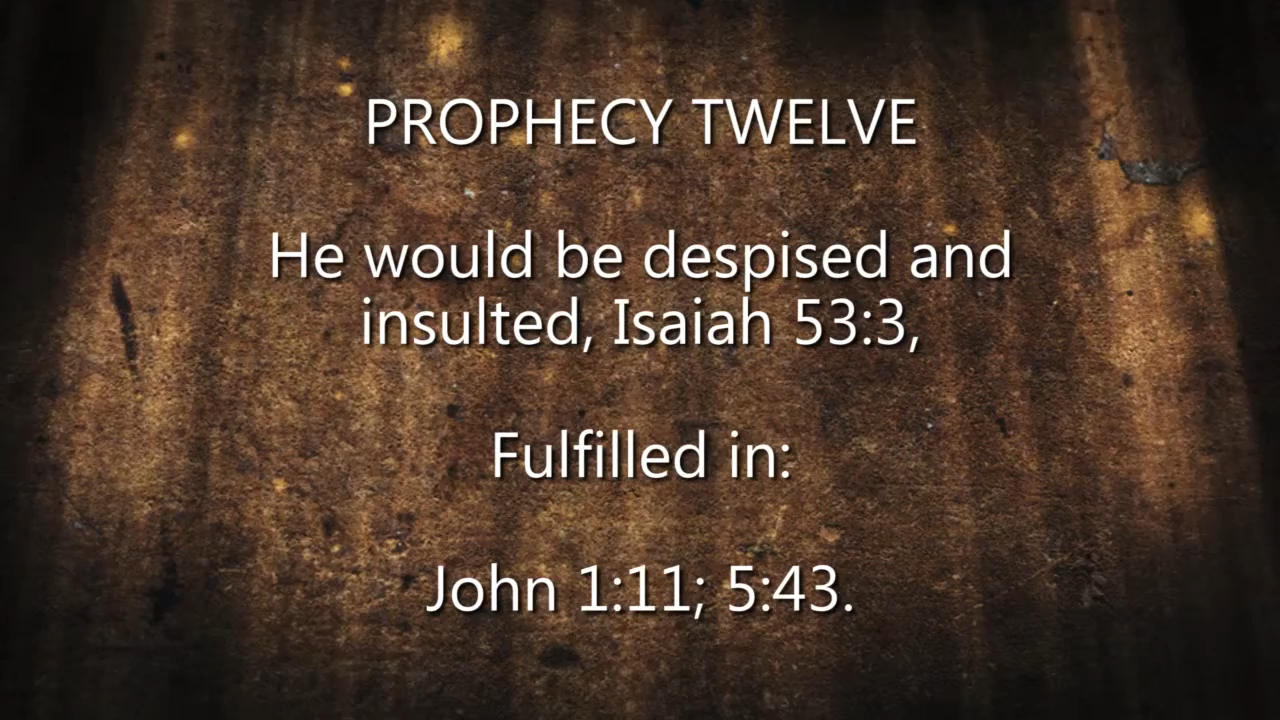 PROPHECY TWELVE
He would be despised and
insulted, Isaiah 53:3,
Fulfilled in:
John 1:11; 5:43.